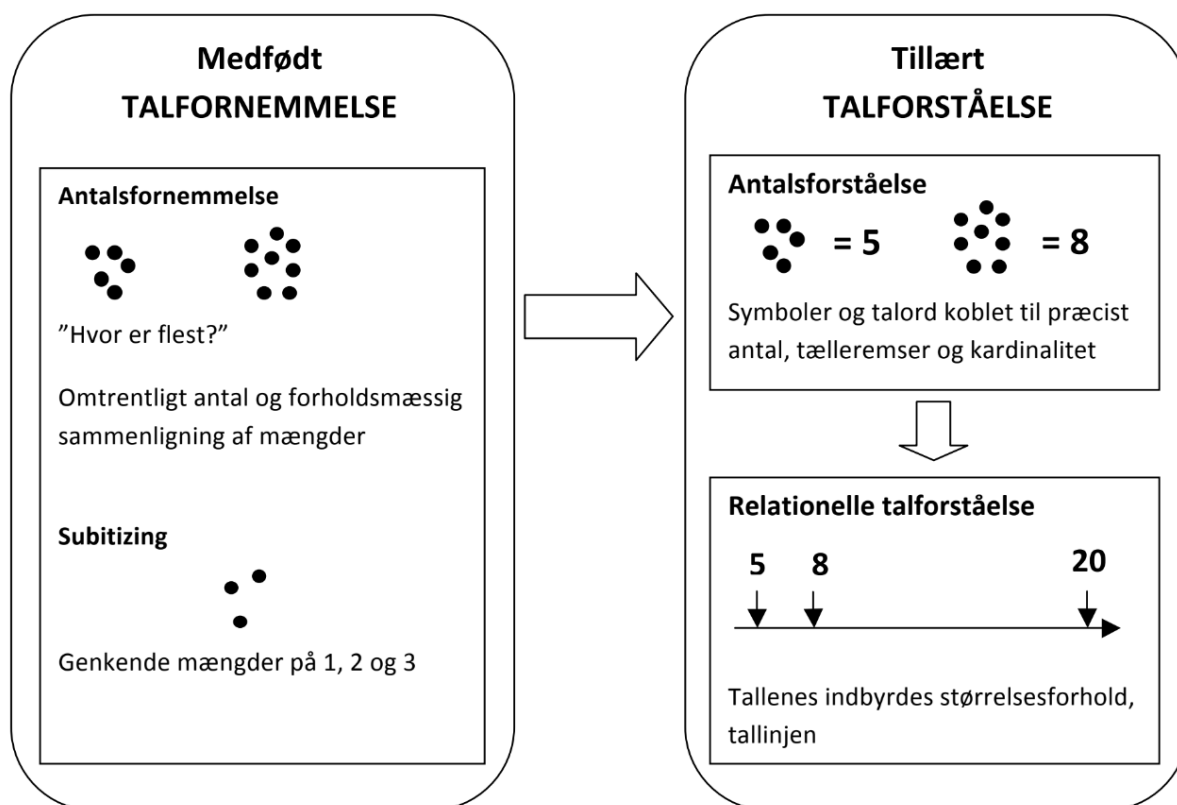 Medfødt
TALFORNEMMELSE
Antalsfornemmelse
”Hvor er flest?”
Omtrentligt antal og forholdsmæssig
sammenligning af mængder
Subitizing
Genkende mængder på 1, 2 og 3
Tillært
TALFORSTÅELSE
Antalsforståelse
= 5 = 8
Symboler og talord koblet til præcist
antal, tælleremser og kardinalitet
Relationelle talforståelse
5 8 20
Tallenes indbyrdes størrelsesforhold,
tallinjen